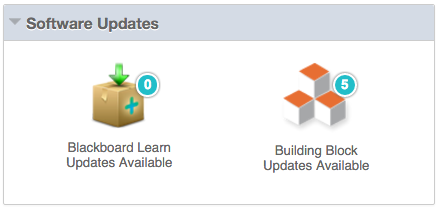 Software Updates
0
Blackboard Learn
Updates Available
5
Building Block
Updates Available